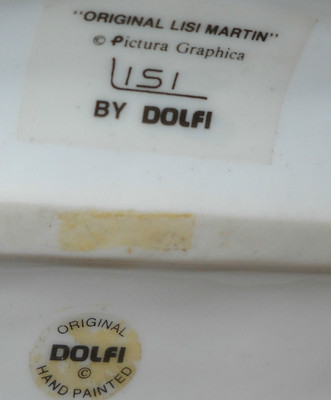 "ORIGINAL LISI MARTIN"
© Pictura Graphica
LISI
BY DOLFI
ORIGINAL
DOLFI
©
HAND PAINTED